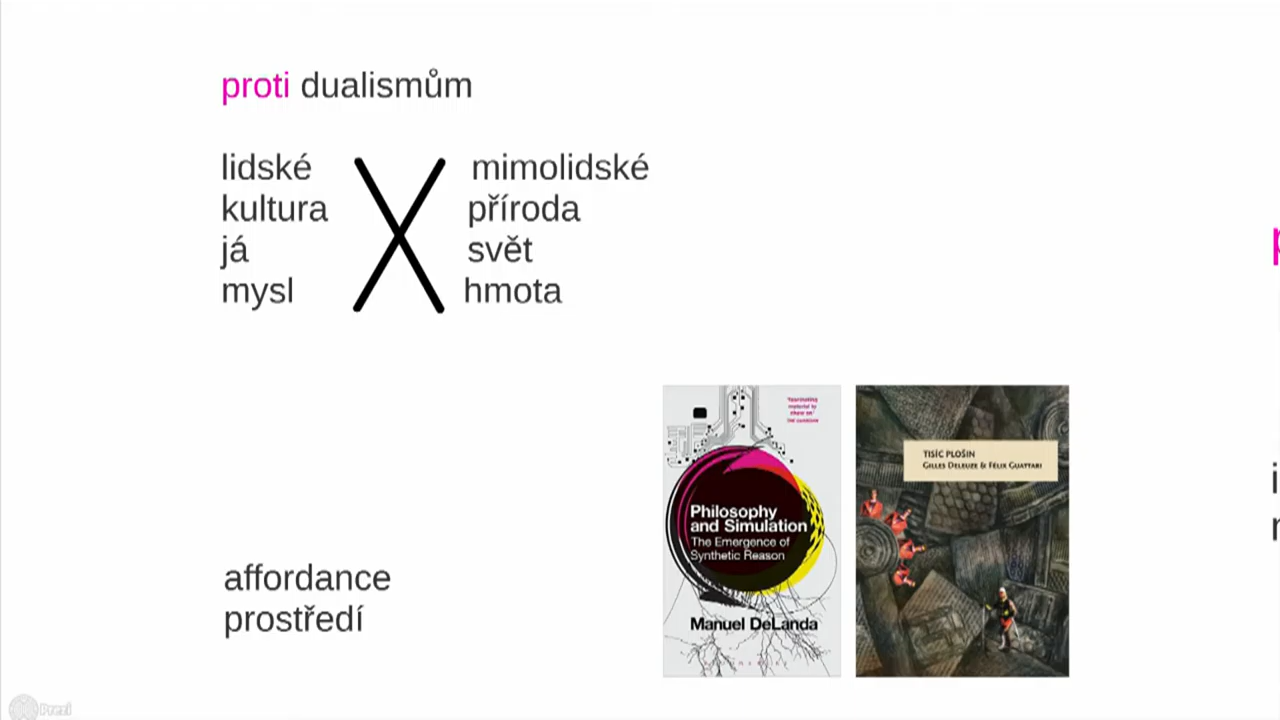 proti dualismům
lidské
mimolidské
kultura
příroda
já
svět
mysl
hmota
affordance
prostředí
Philosophy
and Simulation
The Emergence of
Synthetic Reason
Manuel DeLanda
TISÍC PLOŠIN
GILLES DELEUZE & FÉLIX GUATTARI
Prezi